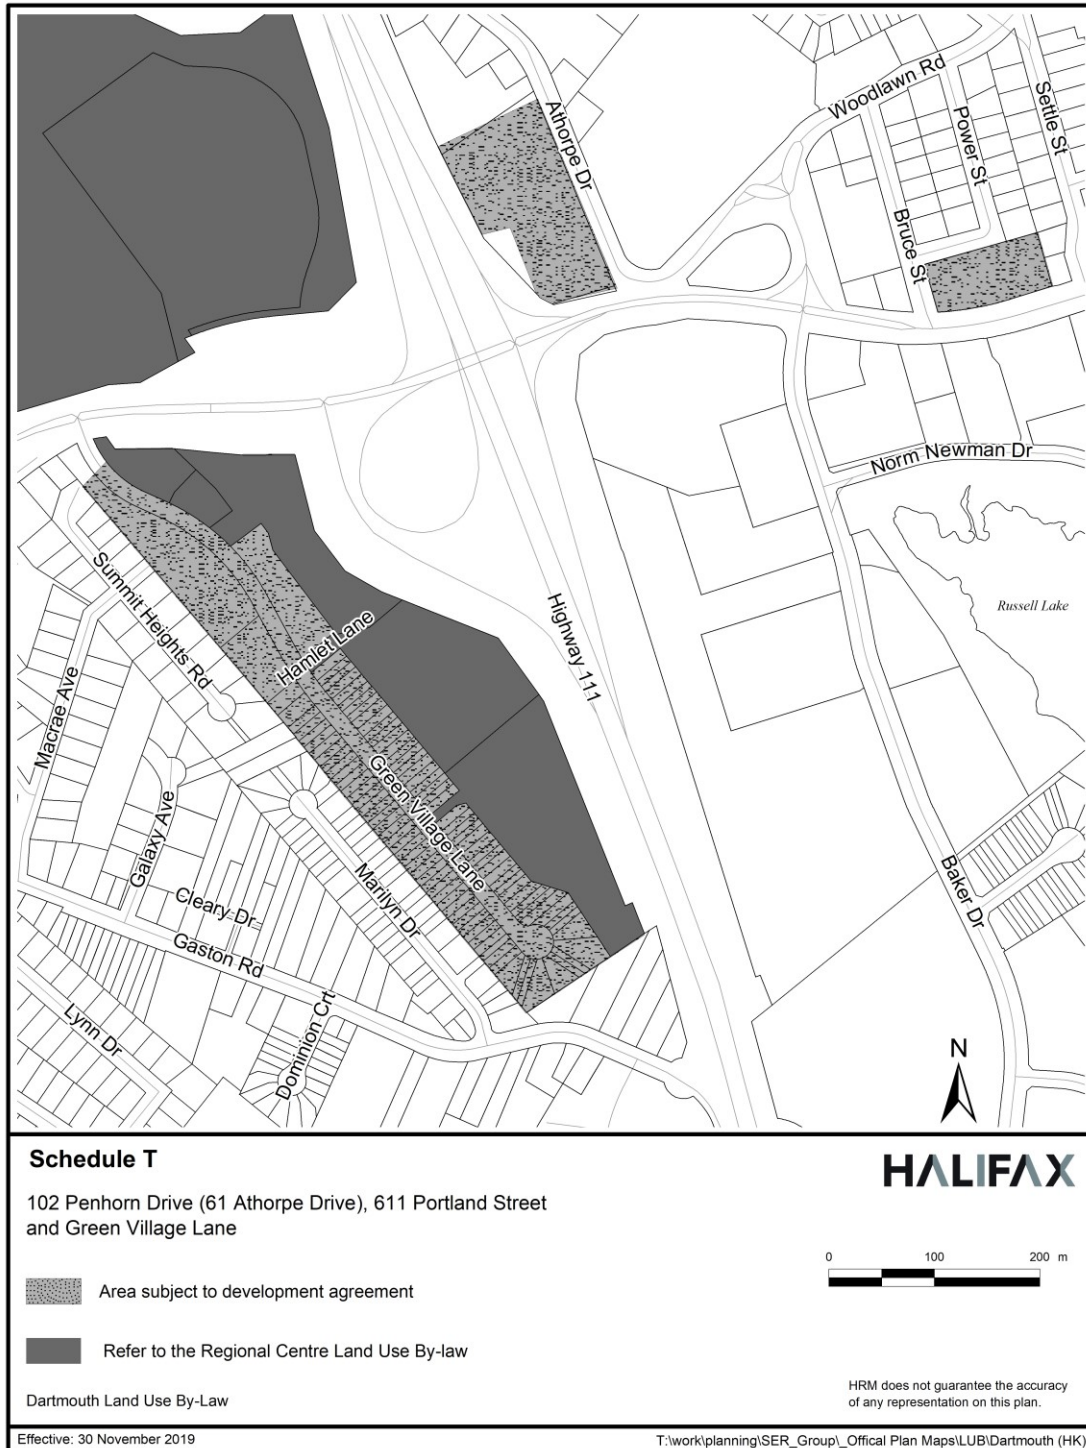 Athorpe Dr
Woodlawn Rd
Power St
Settle St
Bruce St
Norm Newman Dr
Russell Lake
Summit Heights Rd
Hamlet Lane
Highway 111
Macrae Ave
Galaxy Ave
Green Village Lane
Marilyn Dr
Cleary Dr
Gaston Rd
Baker Dr
Lynn Dr
Dominion Crt
N
Schedule T
HALIFAX
102 Penhorn Drive (61 Athorpe Drive), 611 Portland Street
and Green Village Lane
0 100 200 m
Area subject to development agreement
Refer to the Regional Centre Land Use By-law
Dartmouth Land Use By-Law
HRM does not guarantee the accuracy
of any representation on this plan.
Effective: 30 November 2019
T:\work\planning\SER_Group\_Offical Plan Maps\LUB\Dartmouth (HK)